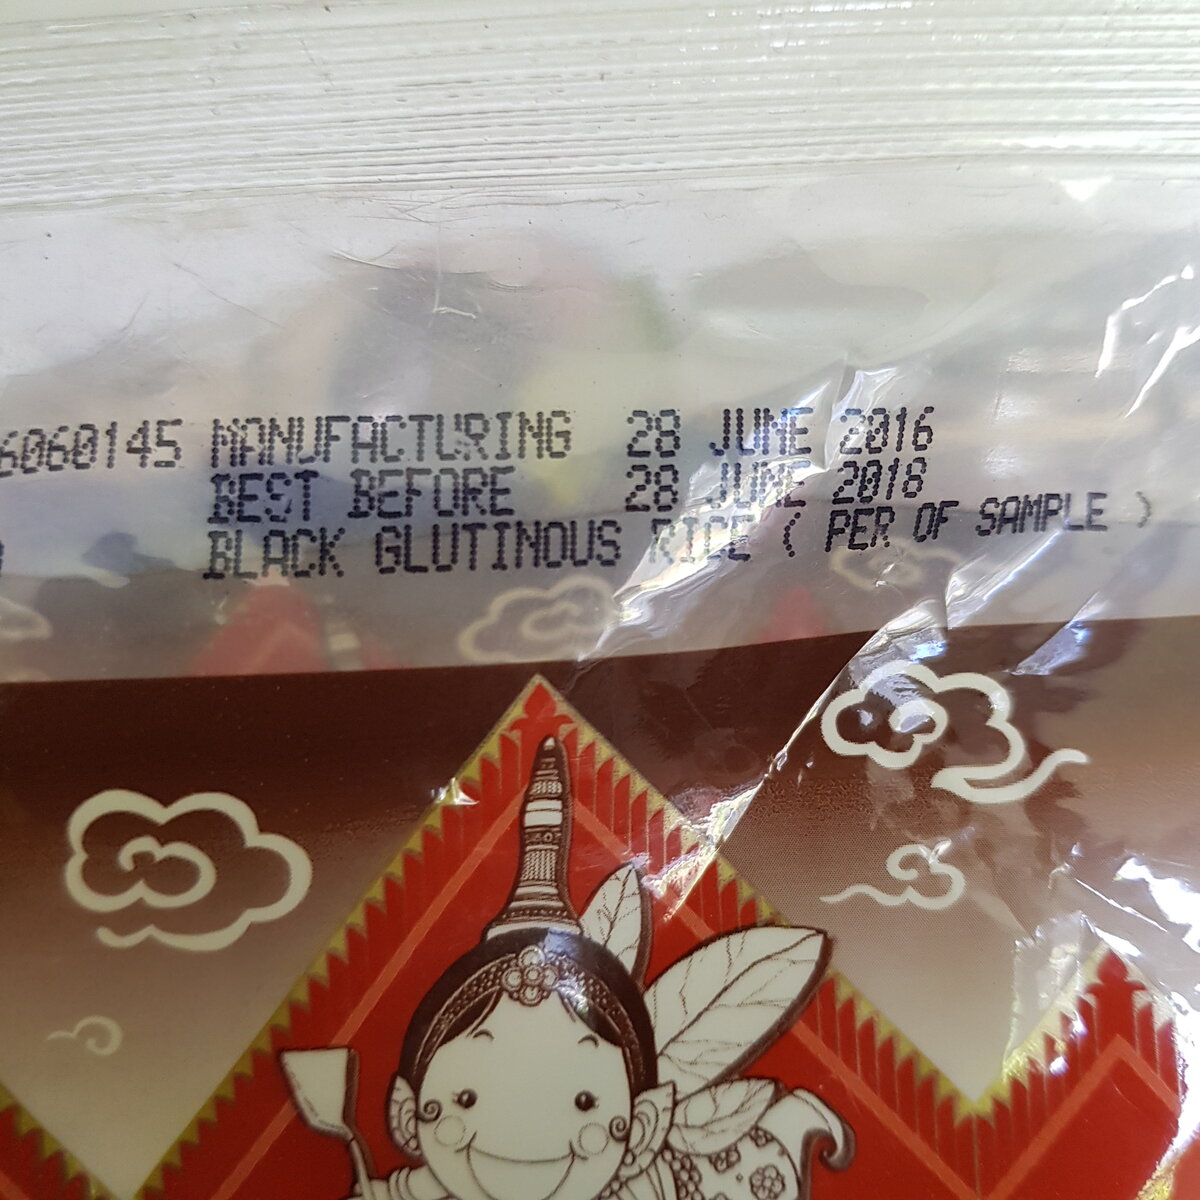 6060145 MANUFACTURING 28 JUNE 2016
BEST BEFORE 28 JUNE 2018
BLACK GLUTINOUS RICE ( PER OF SAMPLE )